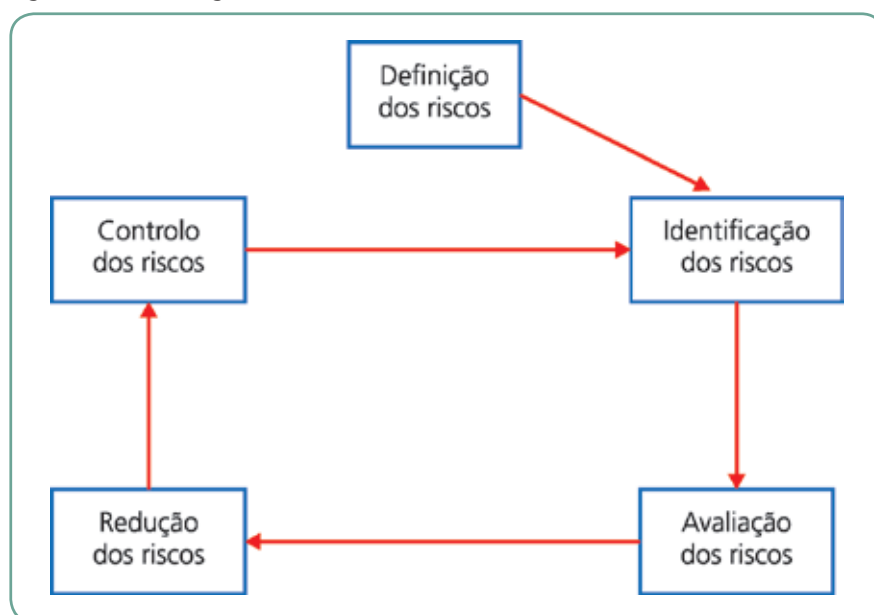 Definição
dos riscos
Controlo
dos riscos
Identificação
dos riscos
Redução
dos riscos
Avaliação
dos riscos